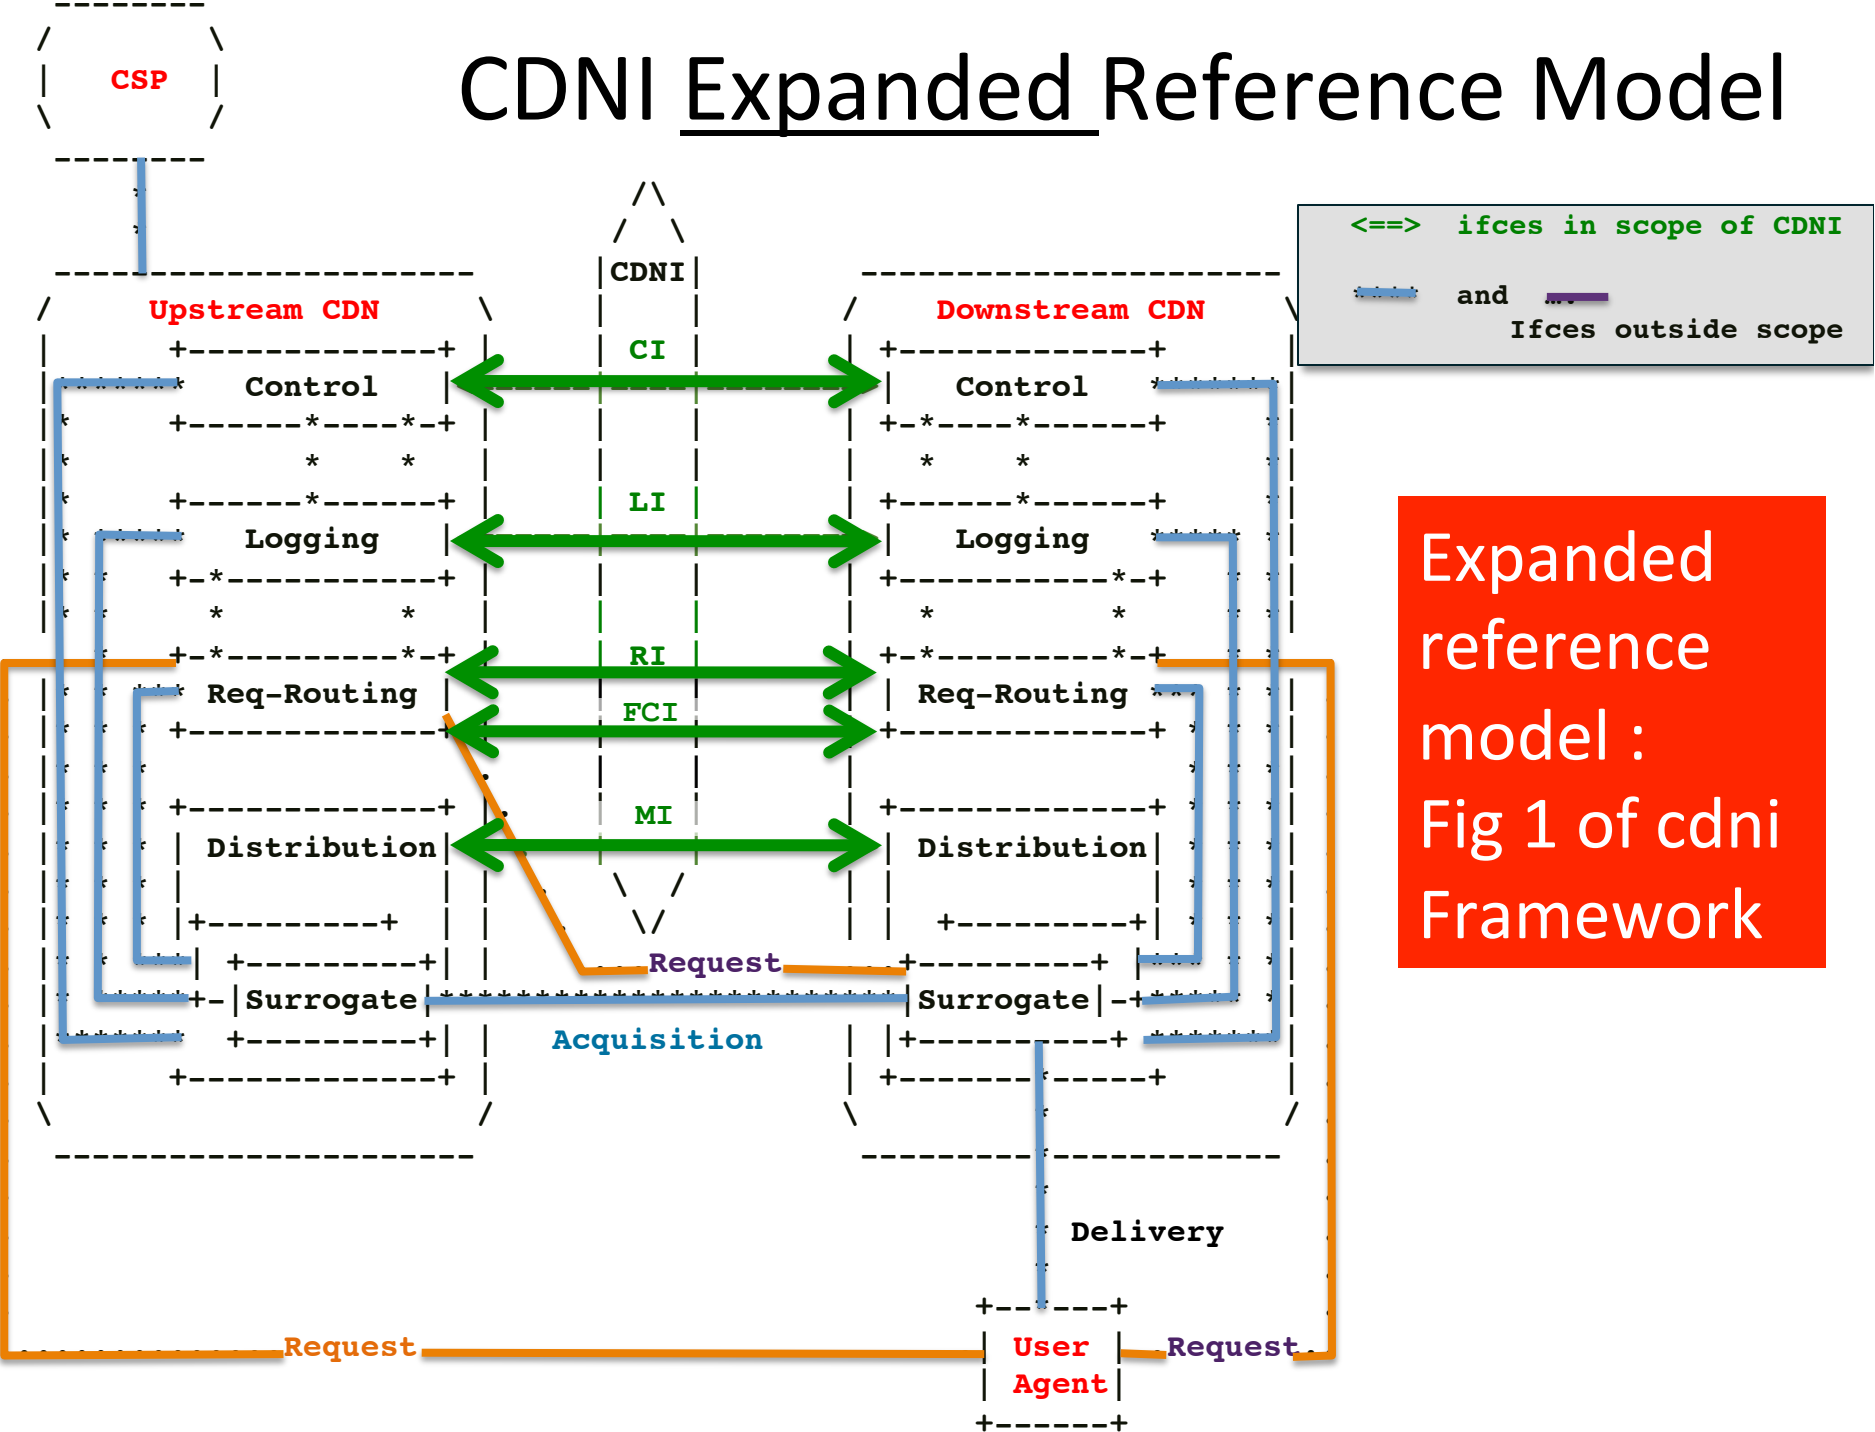 CDNI Expanded Reference Model
CSP
<==> ifces in scope of CDNI
**** and ….
Ifces outside scope
CDNI
Upstream CDN
Downstream CDN
CI
Control
Control
LI
Logging
Logging
RI
Req-Routing
Req-Routing
FCI
MI
Distribution
Distribution
Request
Surrogate
Surrogate
Acquisition
Delivery
Request
User
Agent
Request
Expanded
reference
model :
Fig 1 of cdni
Framework